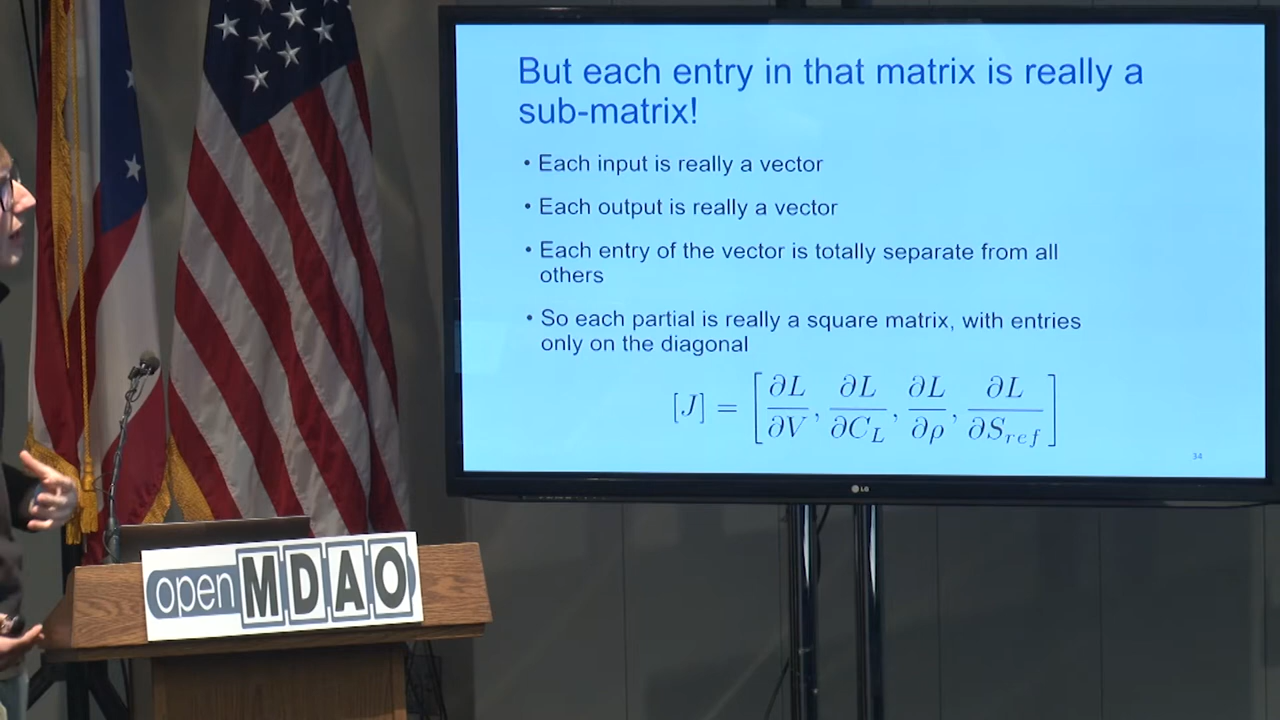 But each entry in that matrix is really a
sub-matrix!
• Each input is really a vector
• Each output is really a vector
• Each entry of the vector is totally separate from all
others
• So each partial is really a square matrix, with entries
only on the diagonal
[J] = [∂L/∂V, ∂L/∂C_L, ∂L/∂ρ, ∂L/∂S_ref]
34
LG
openMDAO